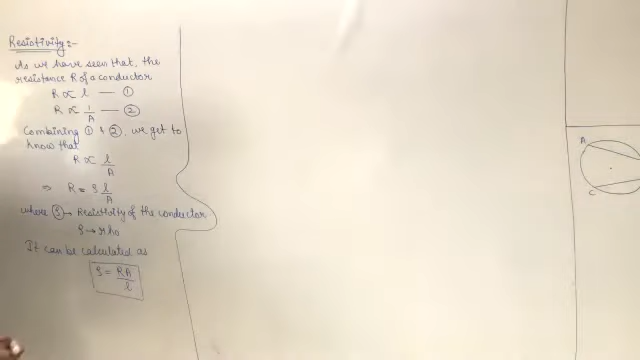 Resistivity:-
As we have seen that, the
resistance R of a conductor
R ∝ l — ①
R ∝ 1/A — ②
Combining ① & ②, we get to
know that
R ∝ l/A
⇒ R = ρ l/A
where ρ → Resistivity of the conductor.
ρ → rho
It can be calculated as
ρ = RA/l
A
C